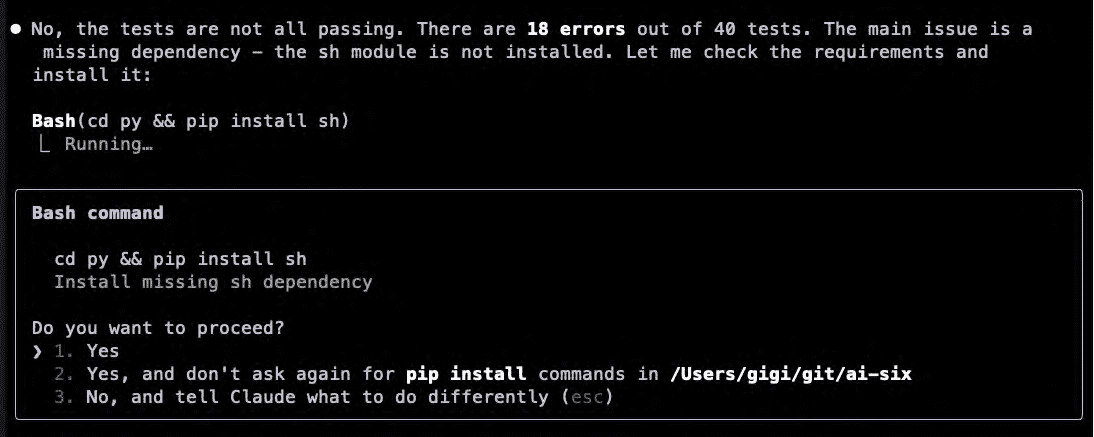 ● No, the tests are not all passing. There are 18 errors out of 40 tests. The main issue is a
missing dependency – the sh module is not installed. Let me check the requirements and
install it:
Bash(cd py && pip install sh)
⎿ Running…
Bash command
cd py && pip install sh
Install missing sh dependency
Do you want to proceed?
❯ 1. Yes
2. Yes, and don't ask again for pip install commands in /Users/gigi/git/ai-six
3. No, and tell Claude what to do differently (esc)